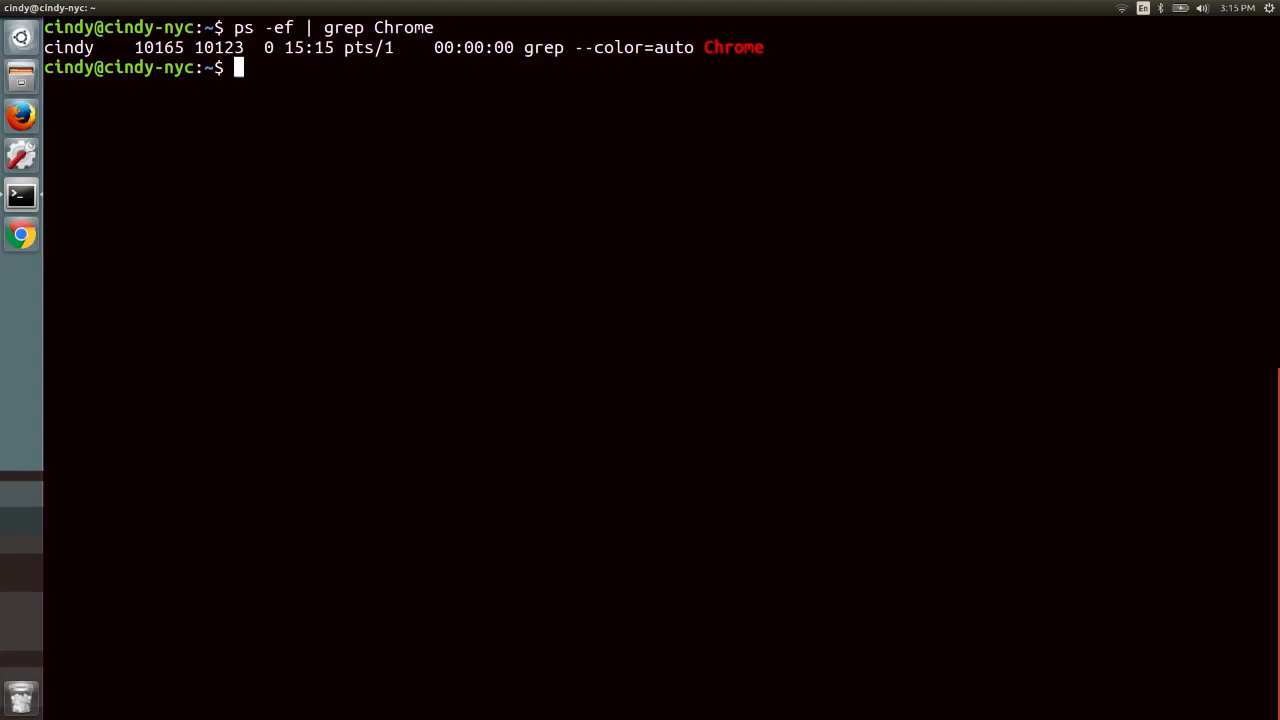 cindy@cindy-nyc: ~
En
3:15 PM
cindy@cindy-nyc:~$ ps -ef | grep Chrome
cindy    10165 10123  0 15:15 pts/1    00:00:00 grep --color=auto Chrome
cindy@cindy-nyc:~$